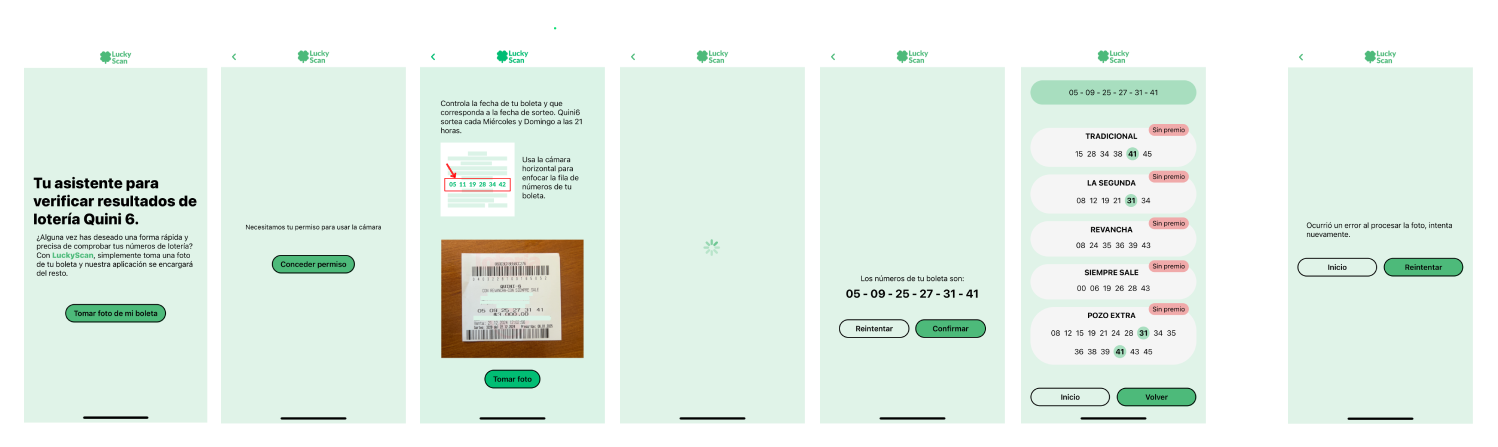 Lucky
Scan
Tu asistente para
verificar resultados de
lotería Quini 6.
¿Alguna vez has deseado una forma rápida y
precisa de comprobar tus números de lotería?
Con LuckyScan, simplemente toma una foto
de tu boleta y nuestra aplicación se encargará
del resto.
Tomar foto de mi boleta
Lucky
Scan
Necesitamos tu permiso para usar la cámara
Conceder permiso
Lucky
Scan
Controla la fecha de tu boleta y que
corresponda a la fecha de sorteo. Quini6
sortea cada Miércoles y Domingo a las 21
horas.
05 11 19 28 34 42
Usa la cámara
horizontal para
enfocar la fila de
números de tu
boleta.
QUINI-6
05 09 25 27 31 41
Tomar foto
Lucky
Scan
Lucky
Scan
Los números de tu boleta son:
05 - 09 - 25 - 27 - 31 - 41
Reintentar
Confirmar
Lucky
Scan
05 - 09 - 25 - 27 - 31 - 41
Sin premio
TRADICIONAL
15 28 34 38 41 45
Sin premio
LA SEGUNDA
08 12 19 21 31 34
Sin premio
REVANCHA
08 24 35 36 39 43
Sin premio
SIEMPRE SALE
00 06 19 26 28 43
Sin premio
POZO EXTRA
08 12 15 19 21 24 28 31 34 35
36 38 39 41 43 45
Inicio
Volver
Lucky
Scan
Ocurrió un error al procesar la foto, intenta
nuevamente.
Inicio
Reintentar